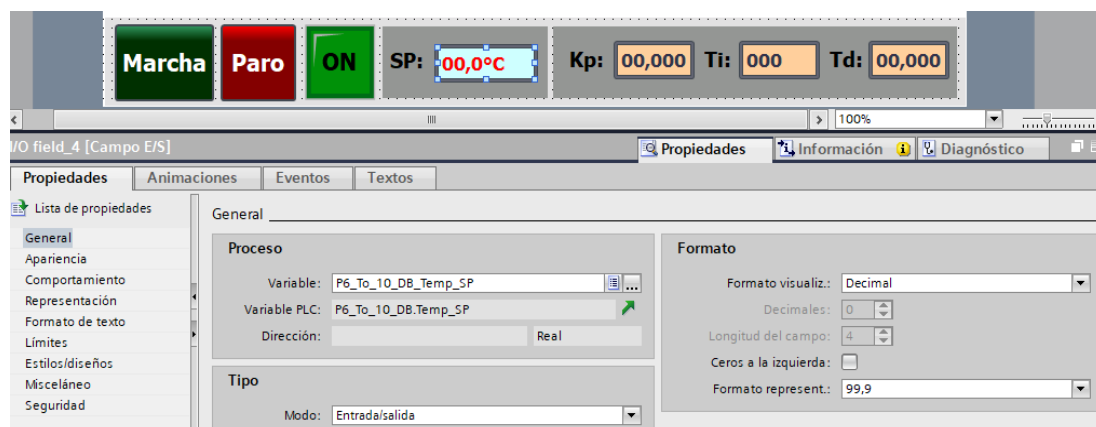 Marcha Paro ON SP: 00,0°C Kp: 00,000 Ti: 000 Td: 00,000
100%
I/O field_4 [Campo E/S] Propiedades Información Diagnóstico
Propiedades Animaciones Eventos Textos
Lista de propiedades
General
Apariencia
Comportamiento
Representación
Formato de texto
Límites
Estilos/diseños
Misceláneo
Seguridad
General
Proceso
Variable: P6_To_10_DB_Temp_SP ...
Variable PLC: P6_To_10_DB.Temp_SP
Dirección: Real
Tipo
Modo: Entrada/salida
Formato
Formato visualiz.: Decimal
Decimales: 0
Longitud del campo: 4
Ceros a la izquierda:
Formato represent.: 99,9